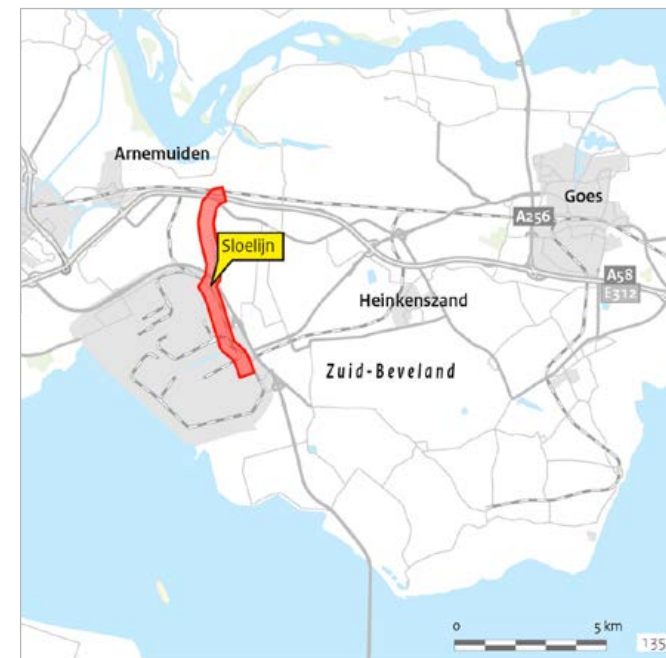 Arnemuiden
Goes
A256
Sloelijn
A58
E312
Heinkenszand
Zuid-Beveland
0 5 km
135